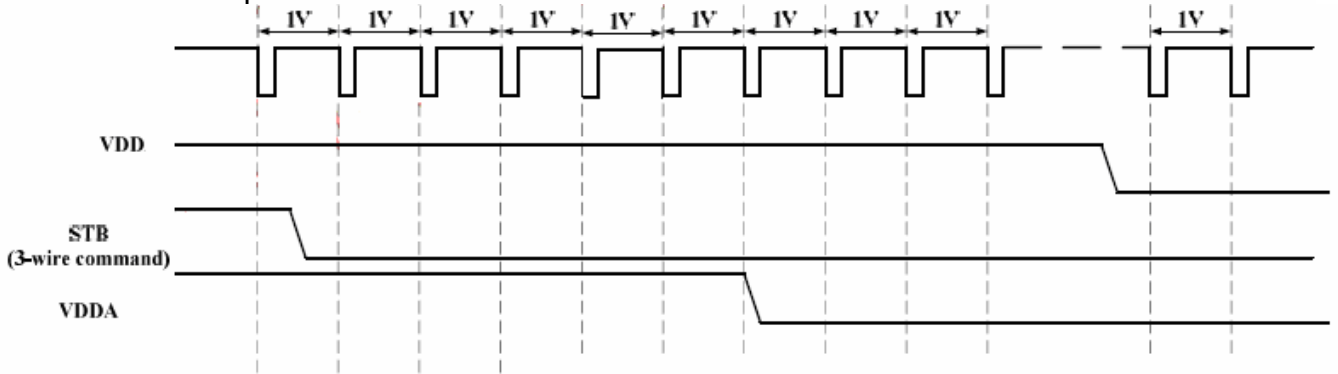 1V 1V 1V 1V 1V 1V 1V 1V 1V 1V
VDD
STB
(3-wire command)
VDDA